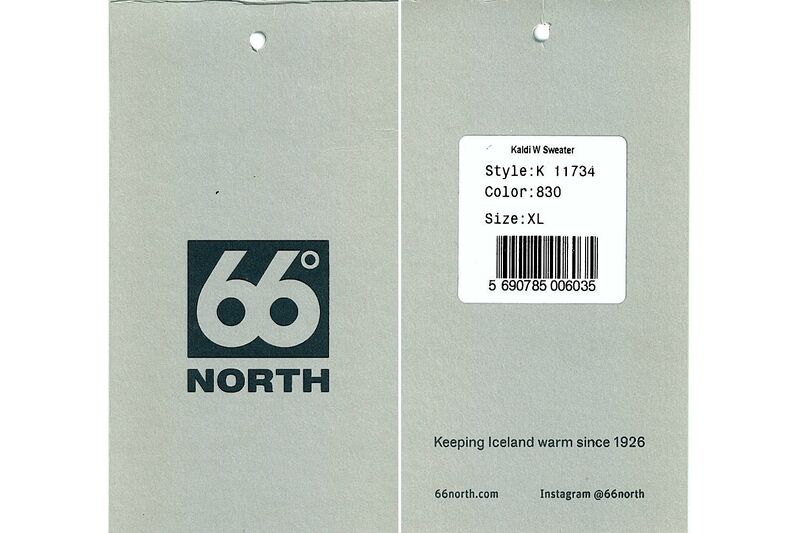 66°
NORTH
Kaldi W Sweater
Style:K 11734
Color:830
Size:XL
5 690785 006035
Keeping Iceland warm since 1926
66north.com Instagram @66north